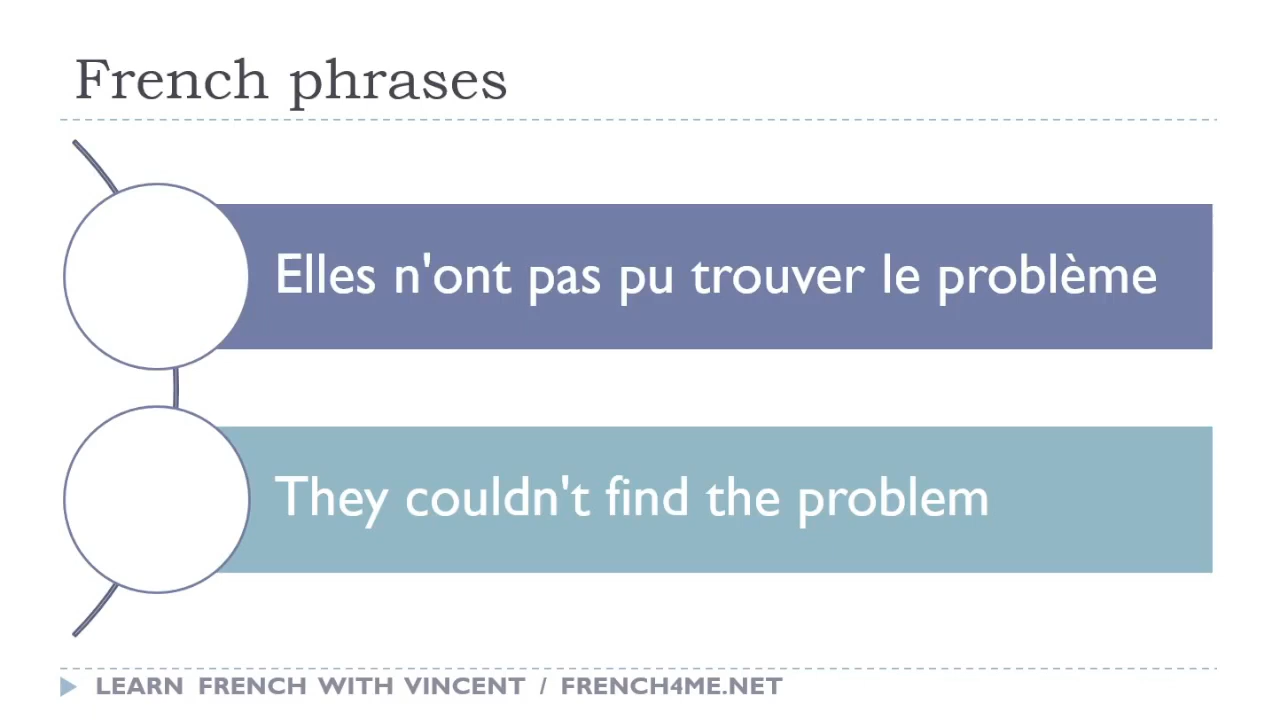 French phrases
Elles n'ont pas pu trouver le problème
They couldn't find the problem
LEARN FRENCH WITH VINCENT / FRENCH4ME.NET